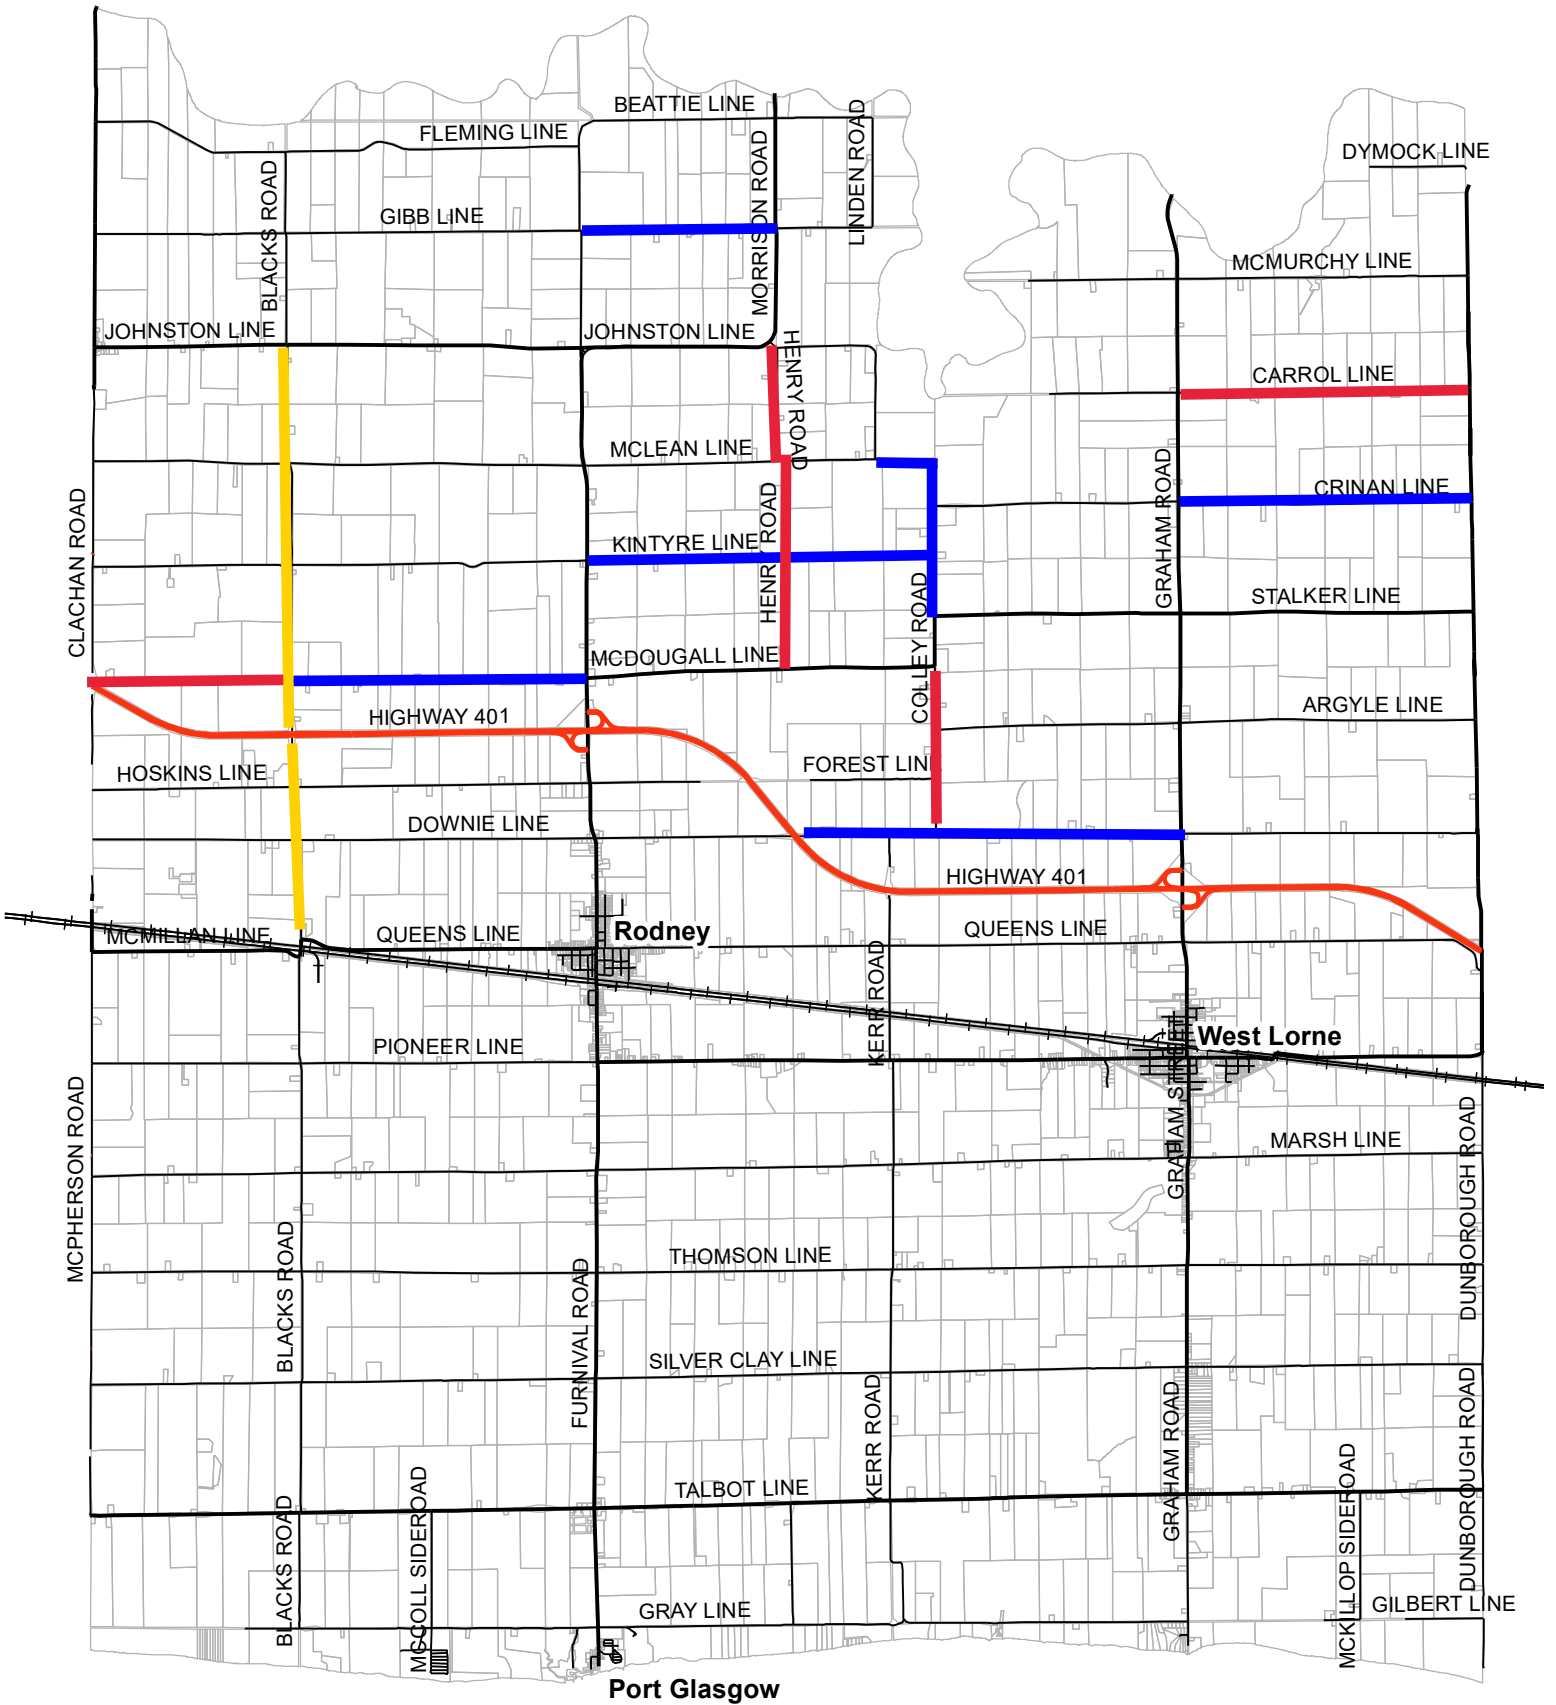 BEATTIE LINE
FLEMING LINE
LINDEN ROAD
MORRISON ROAD
DYMOCK LINE
BLACKS ROAD
GIBB LINE
MCMURCHY LINE
JOHNSTON LINE
JOHNSTON LINE
HENRY ROAD
CARROL LINE
MCLEAN LINE
GRAHAM ROAD
CRINAN LINE
CLACHAN ROAD
HENRY ROAD
KINTYRE LINE
COLLEY ROAD
STALKER LINE
MCDOUGALL LINE
HIGHWAY 401
ARGYLE LINE
HOSKINS LINE
FOREST LINE
DOWNIE LINE
HIGHWAY 401
MCMILLAN LINE
QUEENS LINE
Rodney
QUEENS LINE
KERR ROAD
PIONEER LINE
West Lorne
MCPHERSON ROAD
GRAHAM STREET
MARSH LINE
DUNBOROUGH ROAD
BLACKS ROAD
THOMSON LINE
FURNIVAL ROAD
SILVER CLAY LINE
KERR ROAD
GRAHAM ROAD
DUNBOROUGH ROAD
TALBOT LINE
BLACKS ROAD
MCCOLL SIDEROAD
MCKILLOP SIDEROAD
GRAY LINE
GILBERT LINE
Port Glasgow